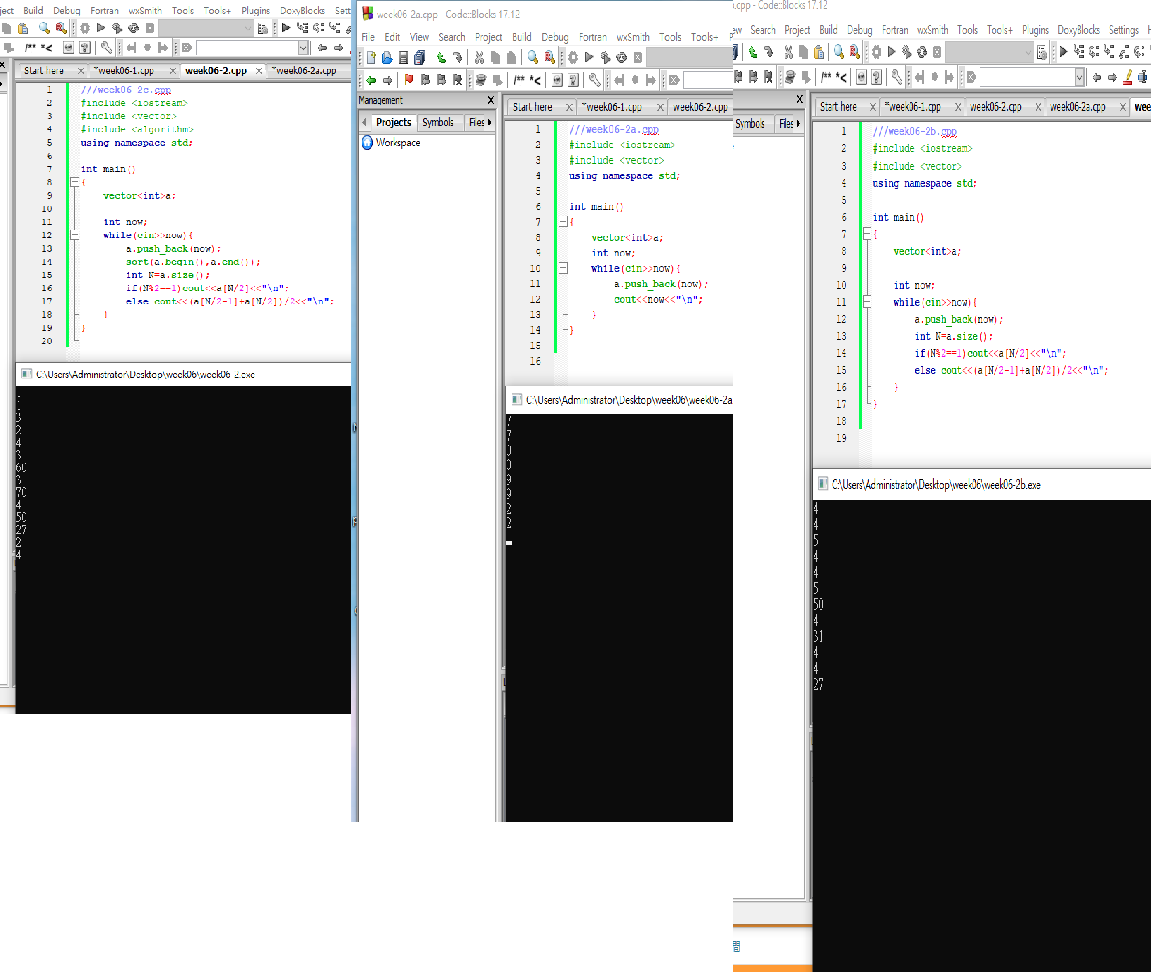 ject Build Debug Fortran wxSmith Tools Tools+ Plugins DoxyBlocks Sett
/** *<
Start here × *week06-1.cpp × week06-2.cpp × *week06-2a.cpp
1 ///week06-2c.cpp
2 #include <iostream>
3 #include <vector>
4 #include <algorithm>
5 using namespace std;
6
7 int main()
8 {
9 vector<int>a;
10
11 int now;
12 while(cin>>now){
13 a.push_back(now);
14 sort(a.begin(),a.end());
15 int N=a.size();
16 if(N%2==1)cout<<a[N/2]<<"\n";
17 else cout<<(a[N/2-1]+a[N/2])/2<<"\n";
18 }
19 }
20
C:\Users\Administrator\Desktop\week06\week06-2.exe
3
2
4
3
60
3
70
4
50
27
2
4
week06-2a.cpp - Code::Blocks 17.12
File Edit View Search Project Build Debug Fortran wxSmith Tools Tools+
/** *<
Management X
Projects Symbols Files
Workspace
Start here × *week06-1.cpp × week06-2.cpp
1 ///week06-2a.cpp
2 #include <iostream>
3 #include <vector>
4 using namespace std;
5
6 int main()
7 {
8 vector<int>a;
9 int now;
10 while(cin>>now){
11 a.push_back(now);
12 cout<<now<<"\n";
13 }
14 }
15
16
C:\Users\Administrator\Desktop\week06\week06-2a
7
7
0
0
9
9
2
2
.cpp - Code::Blocks 17.12
ew Search Project Build Debug Fortran wxSmith Tools Tools+ Plugins DoxyBlocks Settings H
/** *<
X
Symbols Files
Start here × *week06-1.cpp × week06-2.cpp × week06-2a.cpp × wee
1 ///week06-2b.cpp
2 #include <iostream>
3 #include <vector>
4 using namespace std;
5
6 int main()
7 {
8 vector<int>a;
9
10 int now;
11 while(cin>>now){
12 a.push_back(now);
13 int N=a.size();
14 if(N%2==1)cout<<a[N/2]<<"\n";
15 else cout<<(a[N/2-1]+a[N/2])/2<<"\n";
16 }
17 }
18
19
C:\Users\Administrator\Desktop\week06\week06-2b.exe
4
4
5
4
4
5
50
4
31
4
4
27